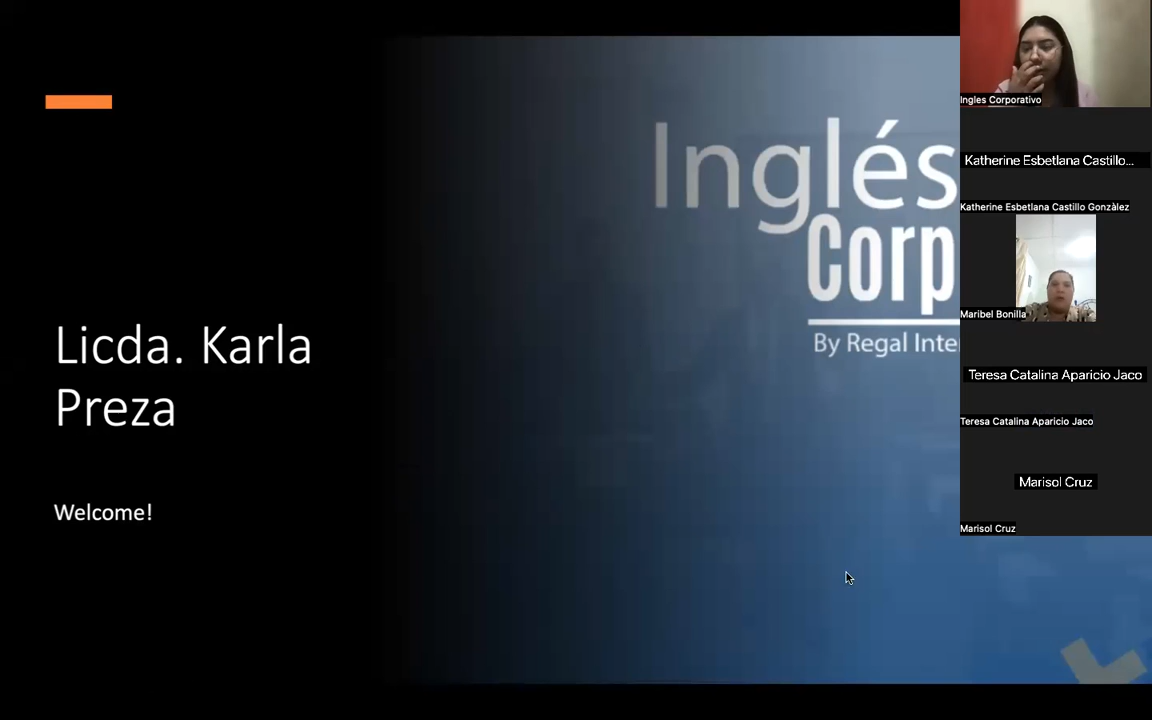 Licda. Karla
Preza
Welcome!
Inglés
Corp
By Regal Inte
Ingles Corporativo
Katherine Esbetlana Castillo...
Katherine Esbetlana Castillo Gonzàlez
Maribel Bonilla
Teresa Catalina Aparicio Jaco
Teresa Catalina Aparicio Jaco
Marisol Cruz
Marisol Cruz